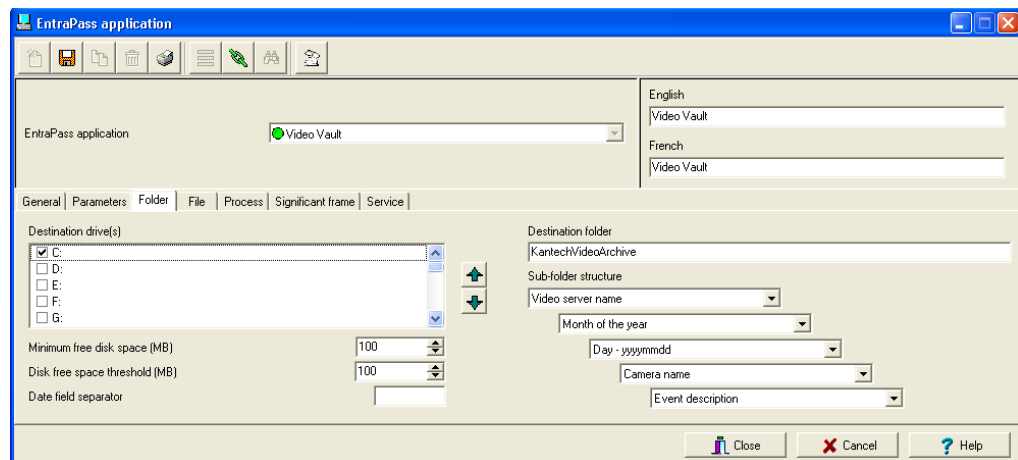 EntraPass application
English
Video Vault
EntraPass application
Video Vault
French
Video Vault
General
Parameters
Folder
File
Process
Significant frame
Service
Destination drive(s)
C:
D:
E:
F:
G:
Minimum free disk space (MB)
100
Disk free space threshold (MB)
100
Date field separator
Destination folder
KantechVideoArchive
Sub-folder structure
Video server name
Month of the year
Day - yyyymmdd
Camera name
Event description
Close
Cancel
? Help